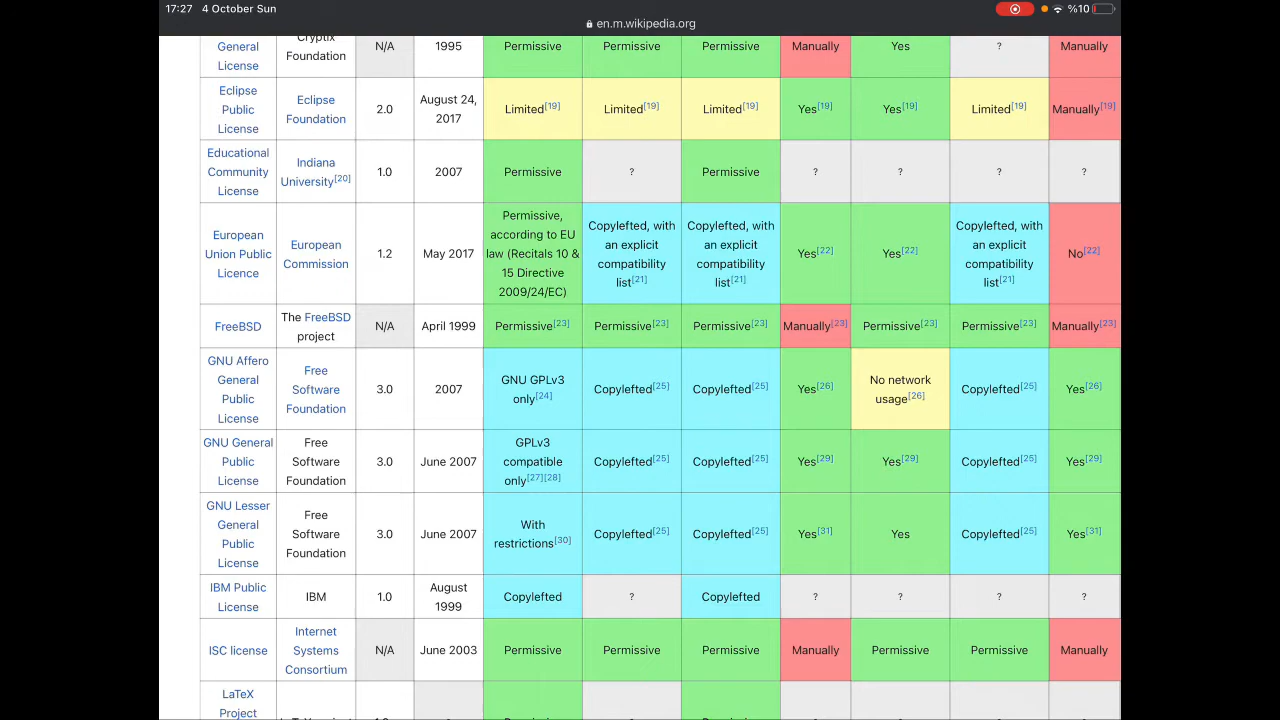 17:27 4 October Sun %10
en.m.wikipedia.org
General License Cryptix Foundation N/A 1995 Permissive Permissive Permissive Manually Yes ? Manually
Eclipse Public License Eclipse Foundation 2.0 August 24, 2017 Limited[19] Limited[19] Limited[19] Yes[19] Yes[19] Limited[19] Manually[19]
Educational Community License Indiana University[20] 1.0 2007 Permissive ? Permissive ? ? ? ?
European Union Public Licence European Commission 1.2 May 2017 Permissive, according to EU law (Recitals 10 & 15 Directive 2009/24/EC) Copylefted, with an explicit compatibility list[21] Copylefted, with an explicit compatibility list[21] Yes[22] Yes[22] Copylefted, with an explicit compatibility list[21] No[22]
FreeBSD The FreeBSD project N/A April 1999 Permissive[23] Permissive[23] Permissive[23] Manually[23] Permissive[23] Permissive[23] Manually[23]
GNU Affero General Public License Free Software Foundation 3.0 2007 GNU GPLv3 only[24] Copylefted[25] Copylefted[25] Yes[26] No network usage[26] Copylefted[25] Yes[26]
GNU General Public License Free Software Foundation 3.0 June 2007 GPLv3 compatible only[27][28] Copylefted[25] Copylefted[25] Yes[29] Yes[29] Copylefted[25] Yes[29]
GNU Lesser General Public License Free Software Foundation 3.0 June 2007 With restrictions[30] Copylefted[25] Copylefted[25] Yes[31] Yes Copylefted[25] Yes[31]
IBM Public License IBM 1.0 August 1999 Copylefted ? Copylefted ? ? ? ?
ISC license Internet Systems Consortium N/A June 2003 Permissive Permissive Permissive Manually Permissive Permissive Manually
LaTeX Project